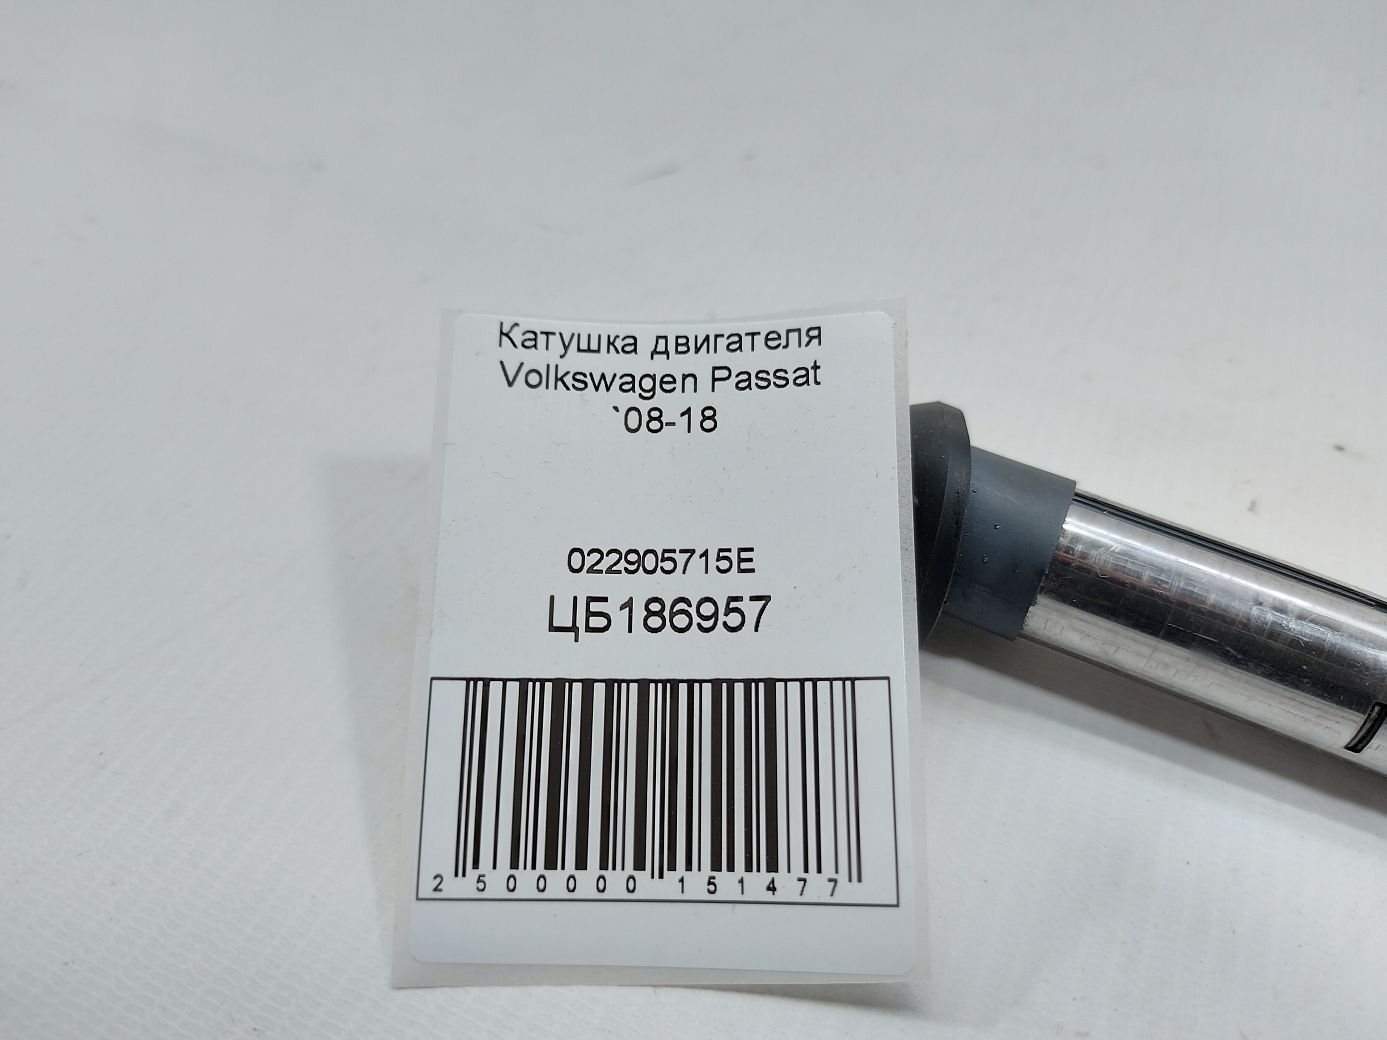 Катушка двигателя
Volkswagen Passat
`08-18
022905715E
ЦБ186957
2500000151477